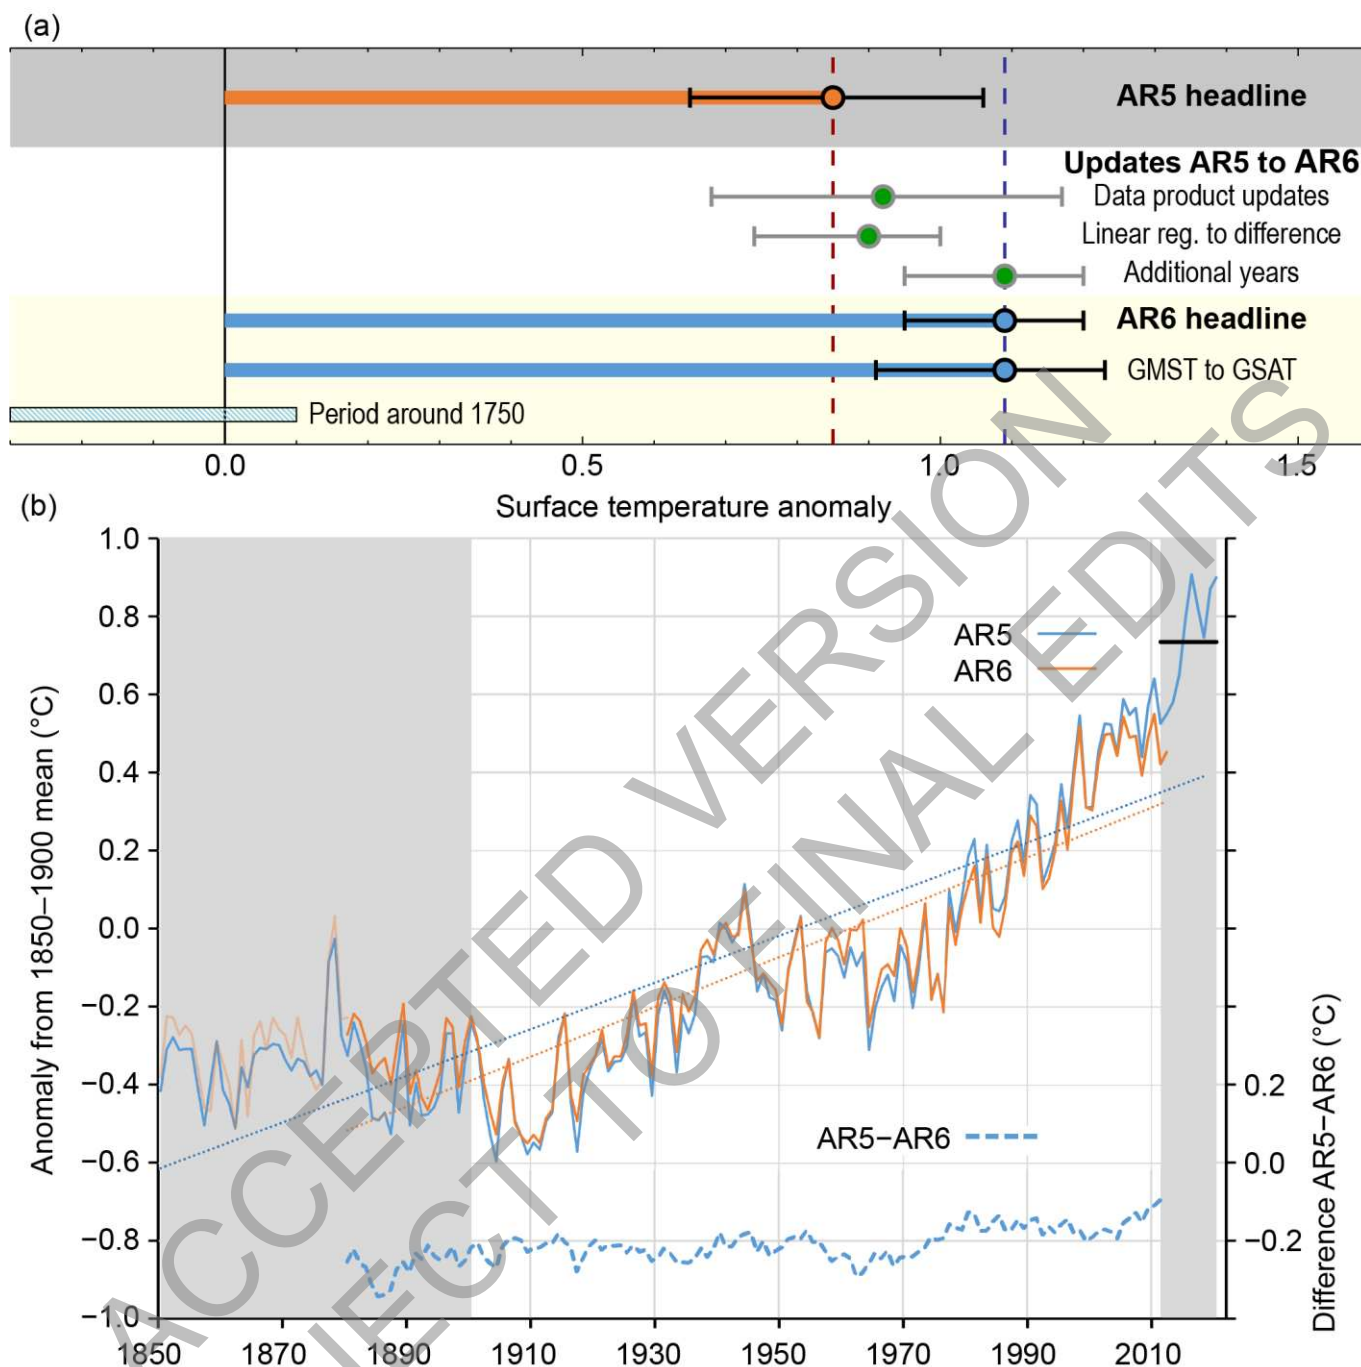 (a)
AR5 headline
Updates AR5 to AR6
Data product updates
Linear reg. to difference
Additional years
AR6 headline
GMST to GSAT
Period around 1750
0.0 0.5 1.0 1.5
Surface temperature anomaly
(b)
Anomaly from 1850–1900 mean (°C)
1.0
0.8
0.6
0.4
0.2
0.0
−0.2
−0.4
−0.6
−0.8
−1.0
AR5
AR6
AR5−AR6
0.2
0.0
−0.2
Difference AR5−AR6 (°C)
1850 1870 1890 1910 1930 1950 1970 1990 2010
ACCEPTED VERSION
TO FINAL EDITS